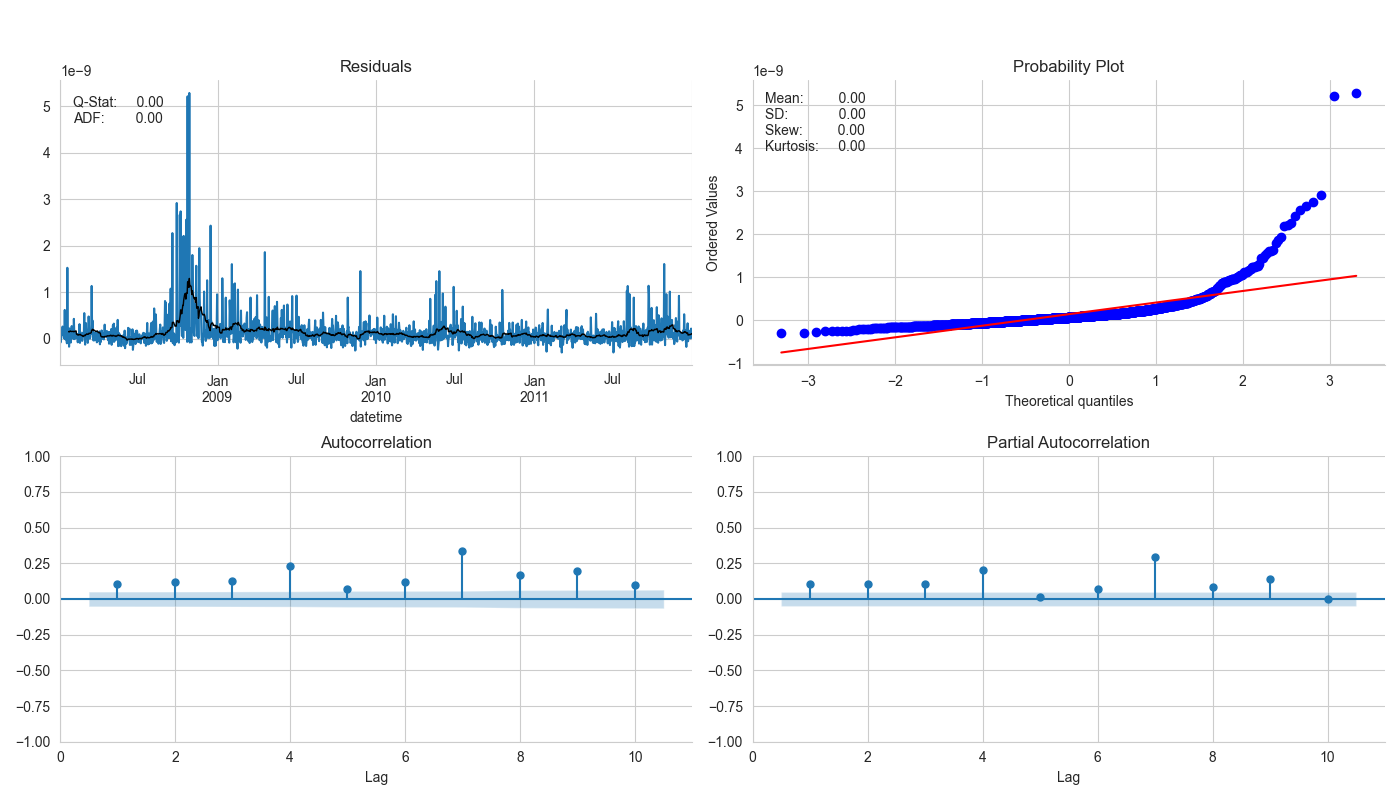 Residuals
1e−9
Q-Stat: 0.00
ADF: 0.00
5
4
3
2
1
0
Jul
Jan
2009
Jul
Jan
2010
Jul
Jan
2011
Jul
datetime
Probability Plot
1e−9
Mean: 0.00
SD: 0.00
Skew: 0.00
Kurtosis: 0.00
Ordered Values
5
4
3
2
1
0
−1
−3 −2 −1 0 1 2 3
Theoretical quantiles
Autocorrelation
1.00
0.75
0.50
0.25
0.00
−0.25
−0.50
−0.75
−1.00
0 2 4 6 8 10
Lag
Partial Autocorrelation
1.00
0.75
0.50
0.25
0.00
−0.25
−0.50
−0.75
−1.00
0 2 4 6 8 10
Lag